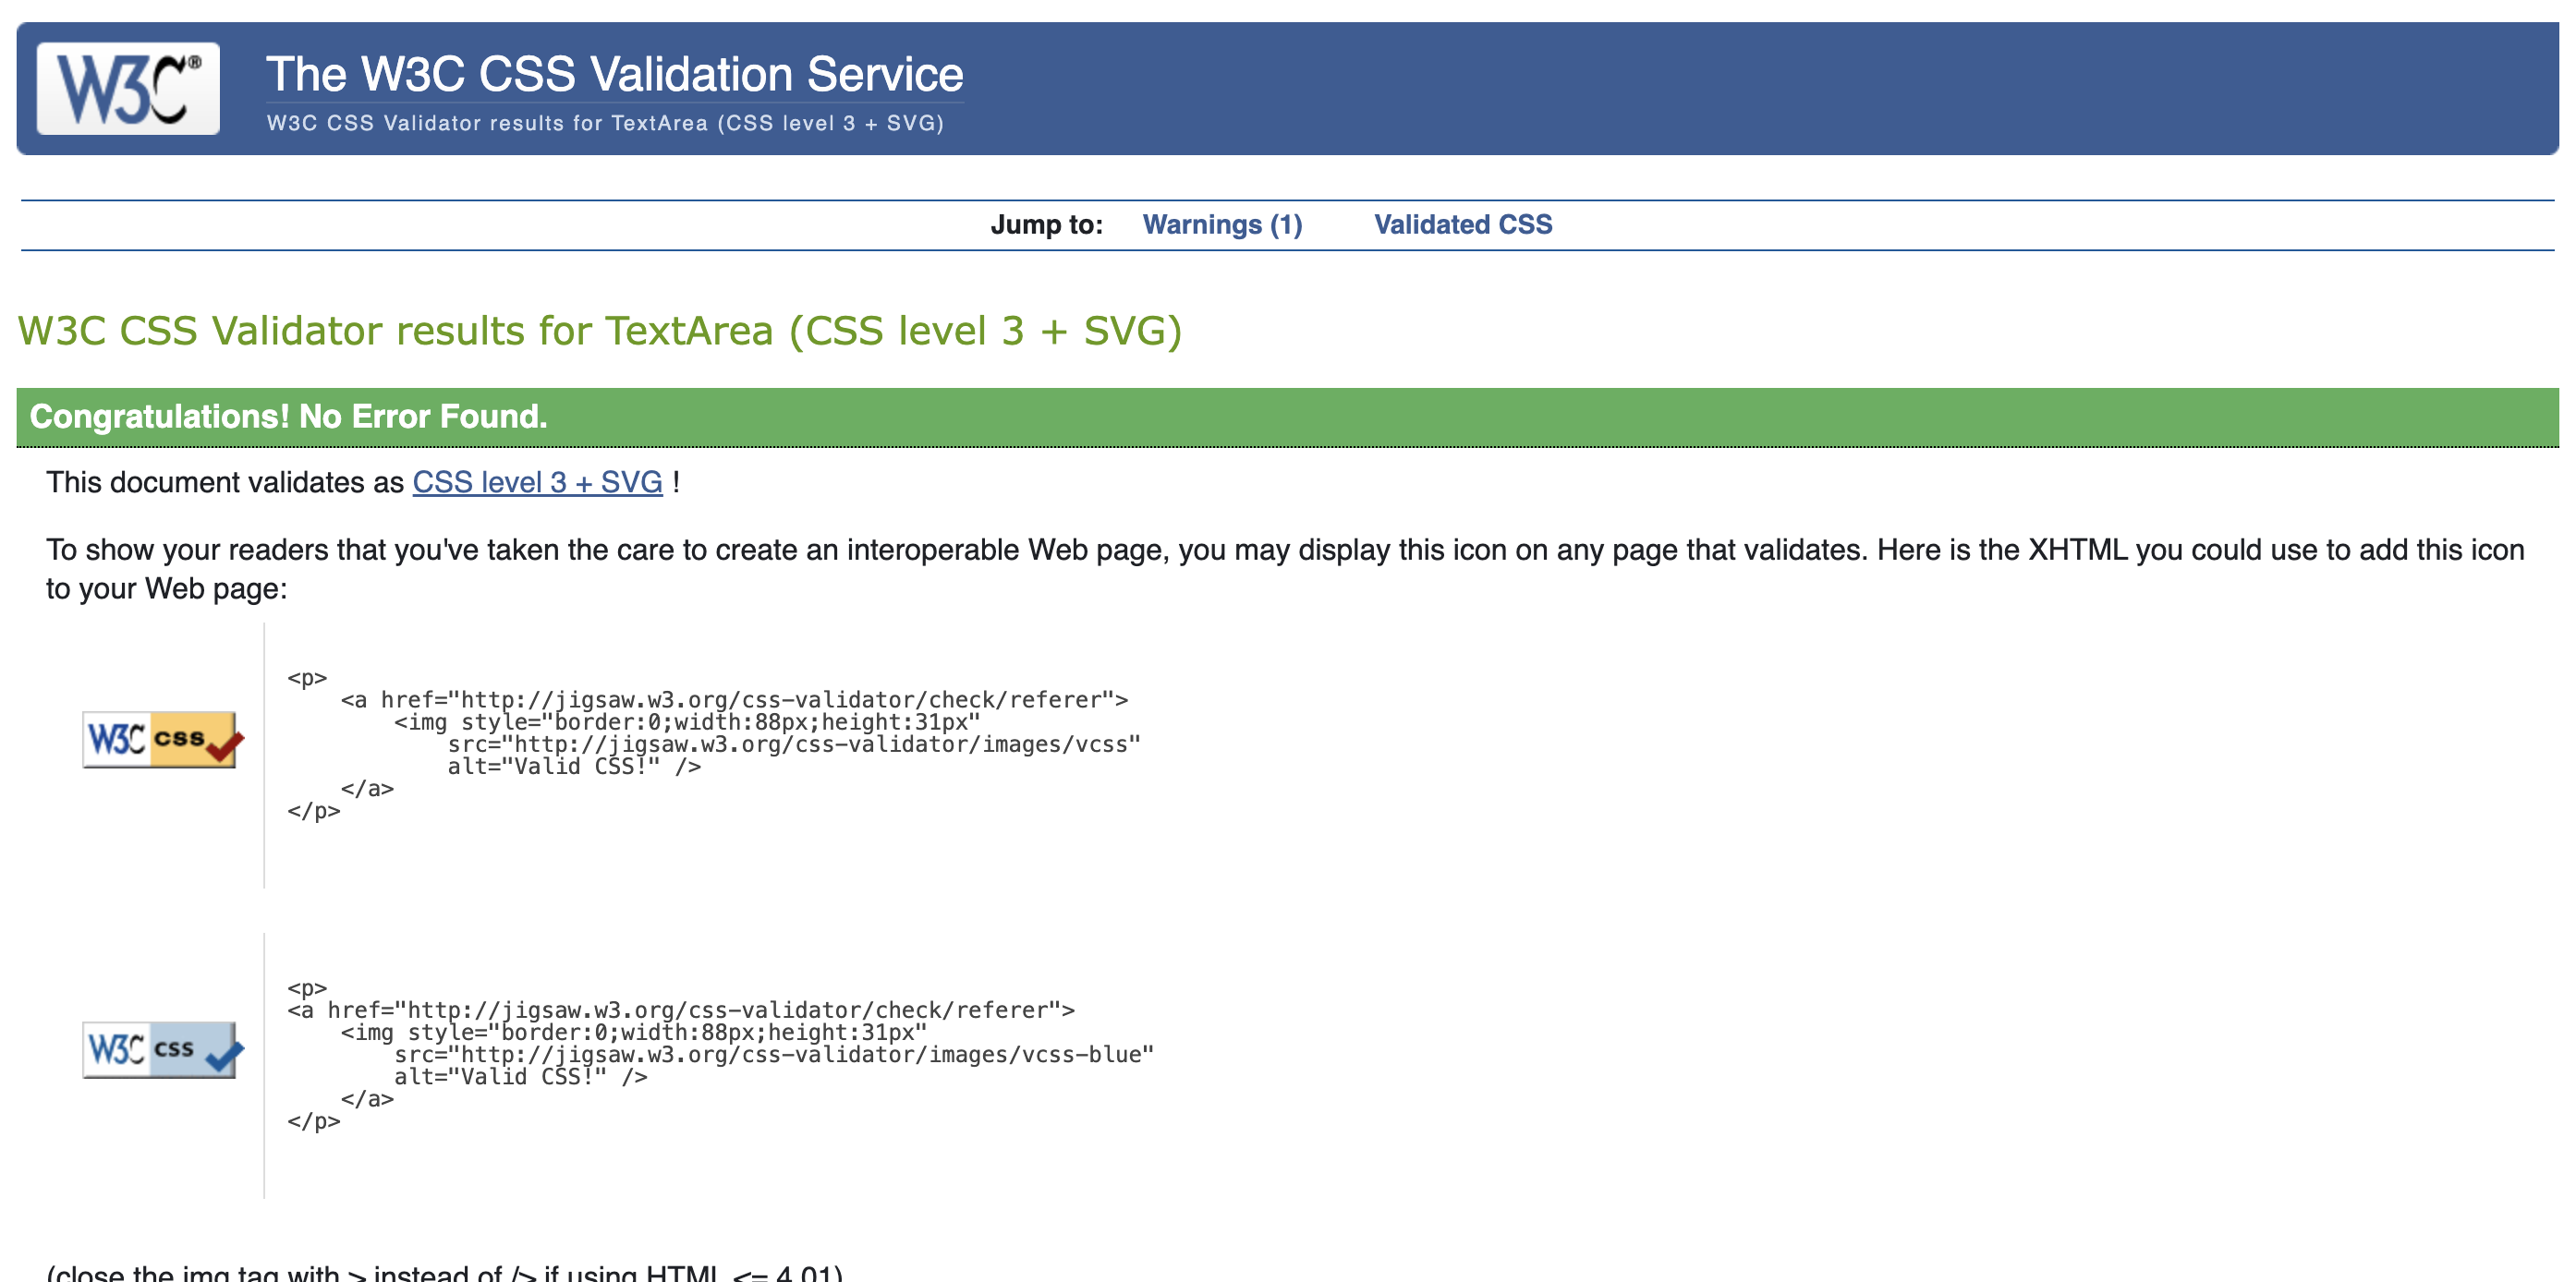 W3C®
The W3C CSS Validation Service
W3C CSS Validator results for TextArea (CSS level 3 + SVG)
Jump to: Warnings (1) Validated CSS
W3C CSS Validator results for TextArea (CSS level 3 + SVG)
Congratulations! No Error Found.
This document validates as CSS level 3 + SVG !
To show your readers that you've taken the care to create an interoperable Web page, you may display this icon on any page that validates. Here is the XHTML you could use to add this icon
to your Web page:
<p>
    <a href="http://jigsaw.w3.org/css-validator/check/referer">
        <img style="border:0;width:88px;height:31px"
W3C css
            src="http://jigsaw.w3.org/css-validator/images/vcss"
            alt="Valid CSS!" />
    </a>
</p>
<p>
<a href="http://jigsaw.w3.org/css-validator/check/referer">
    <img style="border:0;width:88px;height:31px"
W3C css
        src="http://jigsaw.w3.org/css-validator/images/vcss-blue"
        alt="Valid CSS!" />
    </a>
</p>
(close the img tag with > instead of /> if using HTML <= 4.01)